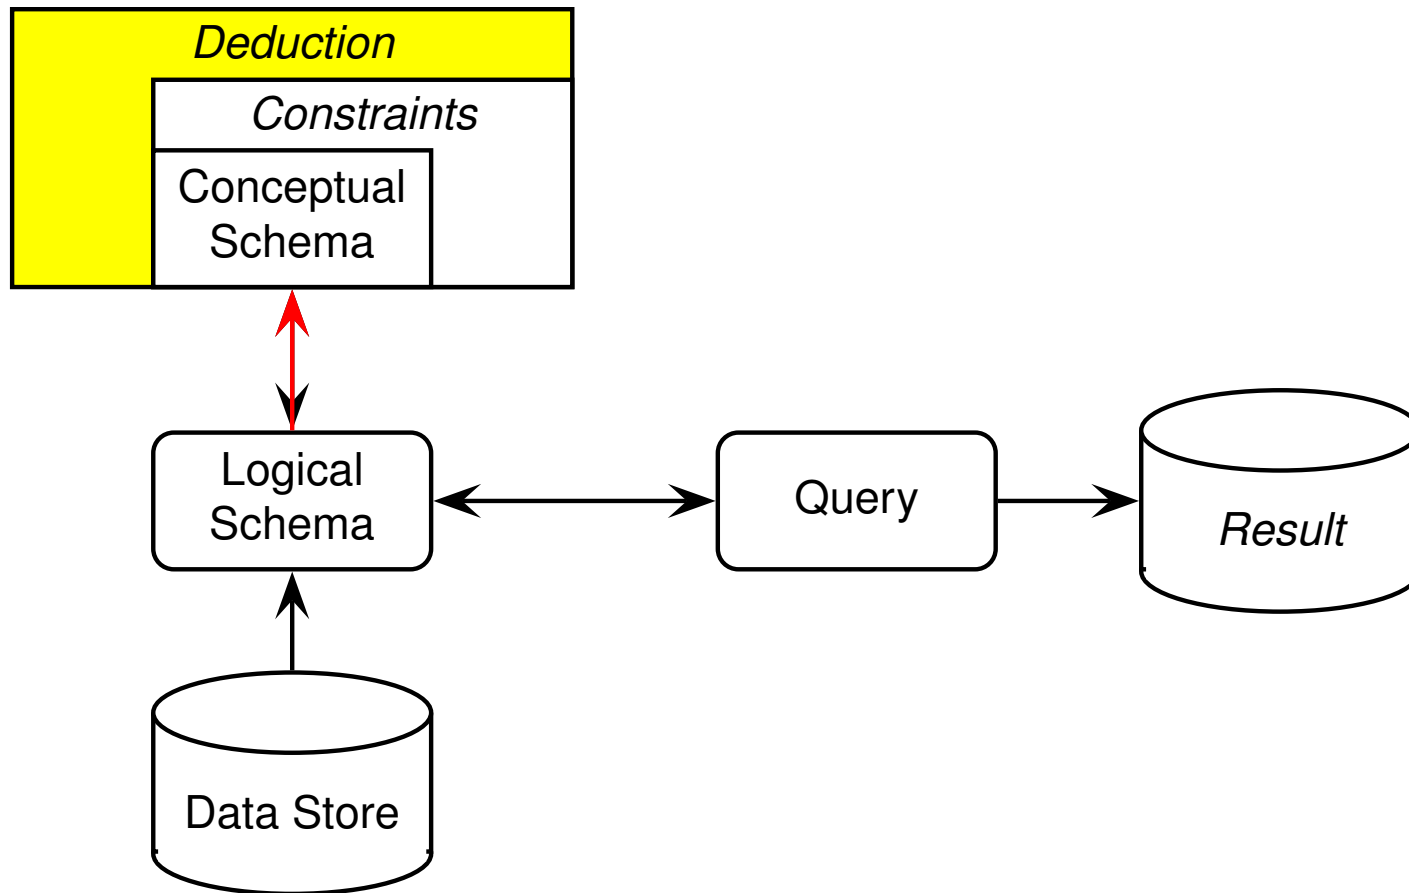 Deduction
Constraints
Conceptual
Schema
Logical
Schema
Query
Result
Data Store